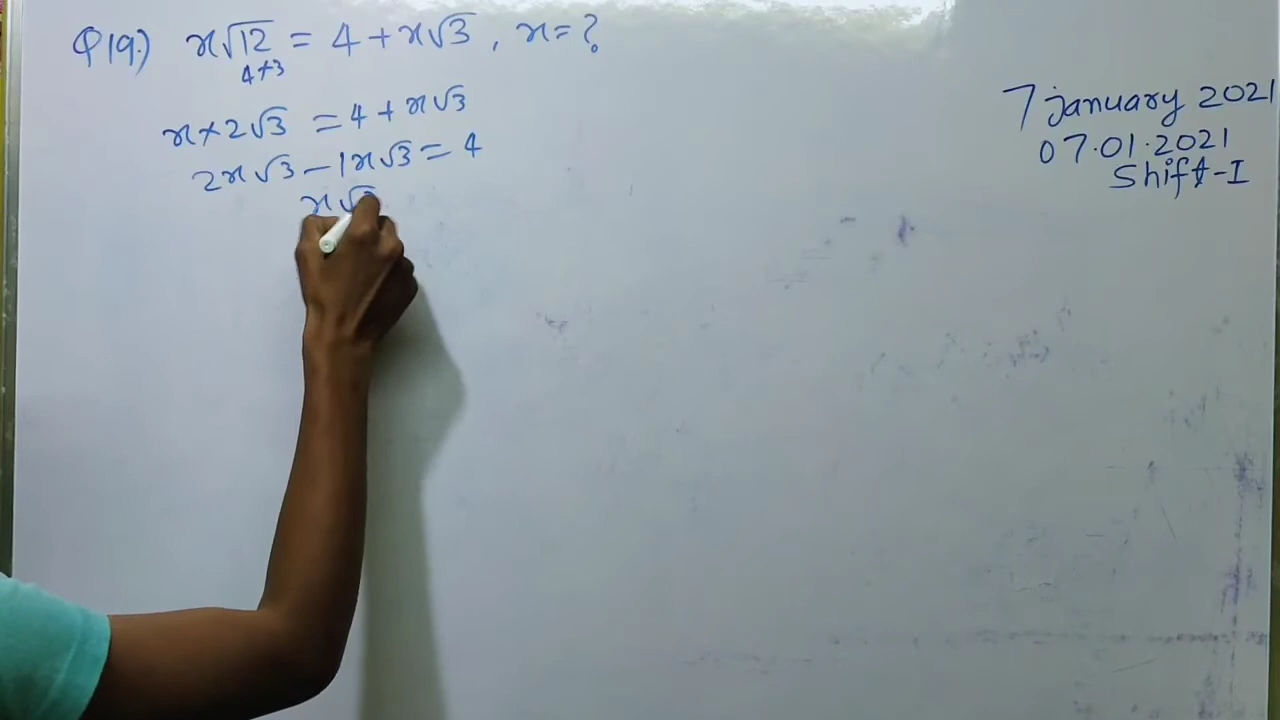 Q19.) x√12 = 4 + x√3 , x = ?
4×3
x×2√3 = 4 + x√3
2x√3 – 1x√3 = 4
x√3
7 january 2021
07.01.2021
Shift-I